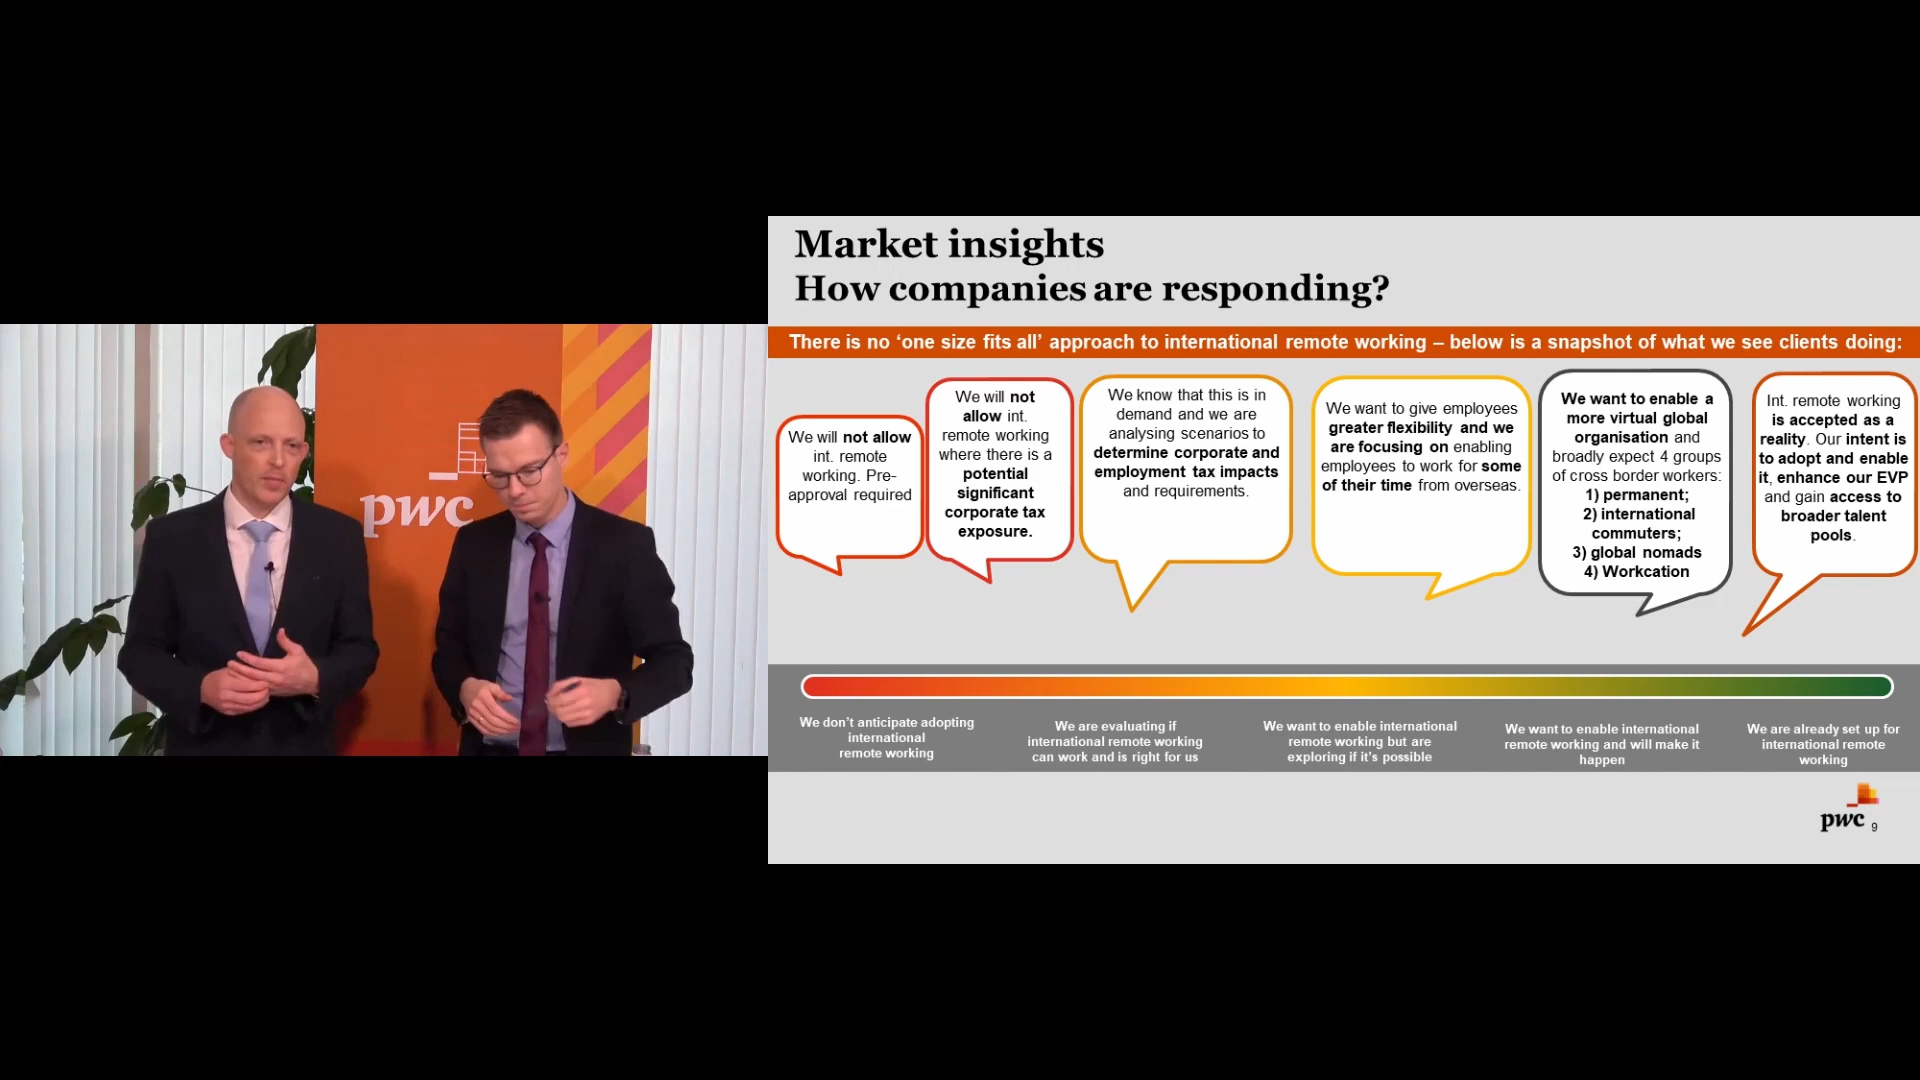 pwc
Market insights
How companies are responding?
There is no ‘one size fits all’ approach to international remote working – below is a snapshot of what we see clients doing:
We will not allow
int. remote
working. Pre-
approval required
We will not
allow int.
remote working
where there is a
potential
significant
corporate tax
exposure.
We know that this is in
demand and we are
analysing scenarios to
determine corporate and
employment tax impacts
and requirements.
We want to give employees
greater flexibility and we
are focusing on enabling
employees to work for some
of their time from overseas.
We want to enable a
more virtual global
organisation and
broadly expect 4 groups
of cross border workers:
1) permanent;
2) international
commuters;
3) global nomads
4) Workcation
Int. remote working
is accepted as a
reality. Our intent is
to adopt and enable
it, enhance our EVP
and gain access to
broader talent
pools.
We don’t anticipate adopting
international
remote working
We are evaluating if
international remote working
can work and is right for us
We want to enable international
remote working but are
exploring if it’s possible
We want to enable international
remote working and will make it
happen
We are already set up for
international remote
working
pwc
9